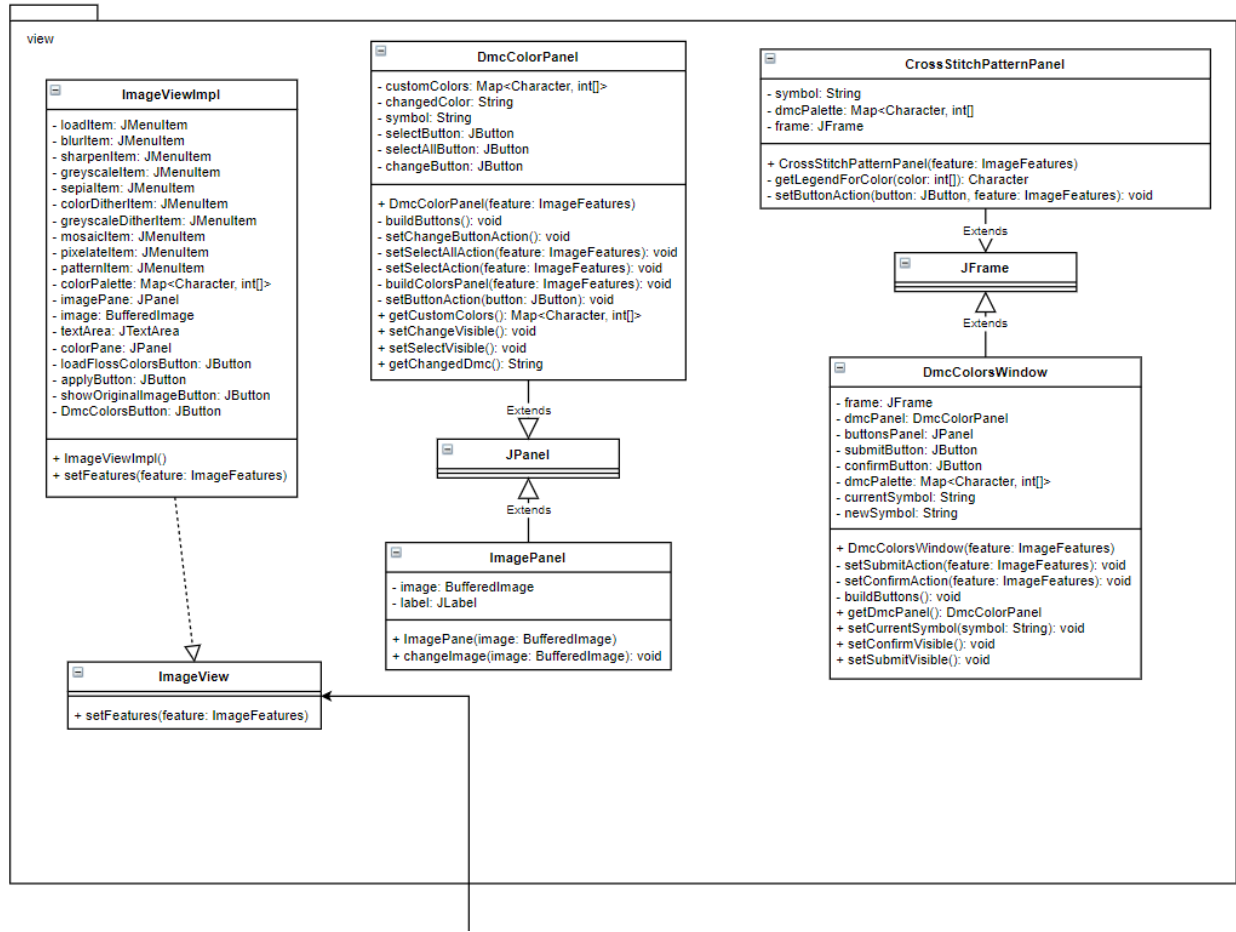 view
ImageViewImpl
- loadItem: JMenuItem
- blurItem: JMenuItem
- sharpenItem: JMenuItem
- greyscaleItem: JMenuItem
- sepiaItem: JMenuItem
- colorDitherItem: JMenuItem
- greyscaleDitherItem: JMenuItem
- mosaicItem: JMenuItem
- pixelateItem: JMenuItem
- patternItem: JMenuItem
- colorPalette: Map<Character, int[]>
- imagePane: JPanel
- image: BufferedImage
- textArea: JTextArea
- colorPane: JPanel
- loadFlossColorsButton: JButton
- applyButton: JButton
- showOriginalImageButton: JButton
- DmcColorsButton: JButton
+ ImageViewImpl()
+ setFeatures(feature: ImageFeatures)
ImageView
+ setFeatures(feature: ImageFeatures)
DmcColorPanel
- customColors: Map<Character, int[]>
- changedColor: String
- symbol: String
- selectButton: JButton
- selectAllButton: JButton
- changeButton: JButton
+ DmcColorPanel(feature: ImageFeatures)
- buildButtons(): void
- setChangeButtonAction(): void
- setSelectAllAction(feature: ImageFeatures): void
- setSelectAction(feature: ImageFeatures): void
- buildColorsPanel(feature: ImageFeatures): void
- setButtonAction(button: JButton): void
+ getCustomColors(): Map<Character, int[]>
+ setChangeVisible(): void
+ setSelectVisible(): void
+ getChangedDmc(): String
Extends
JPanel
Extends
ImagePanel
- image: BufferedImage
- label: JLabel
+ ImagePane(image: BufferedImage)
+ changeImage(image: BufferedImage): void
CrossStitchPatternPanel
- symbol: String
- dmcPalette: Map<Character, int[]
- frame: JFrame
+ CrossStitchPatternPanel(feature: ImageFeatures)
- getLegendForColor(color: int[]): Character
- setButtonAction(button: JButton, feature: ImageFeatures): void
Extends
JFrame
Extends
DmcColorsWindow
- frame: JFrame
- dmcPanel: DmcColorPanel
- buttonsPanel: JPanel
- submitButton: JButton
- confirmButton: JButton
- dmcPalette: Map<Character, int[]>
- currentSymbol: String
- newSymbol: String
+ DmcColorsWindow(feature: ImageFeatures)
- setSubmitAction(feature: ImageFeatures): void
- setConfirmAction(feature: ImageFeatures): void
- buildButtons(): void
+ getDmcPanel(): DmcColorPanel
+ setCurrentSymbol(symbol: String): void
+ setConfirmVisible(): void
+ setSubmitVisible(): void